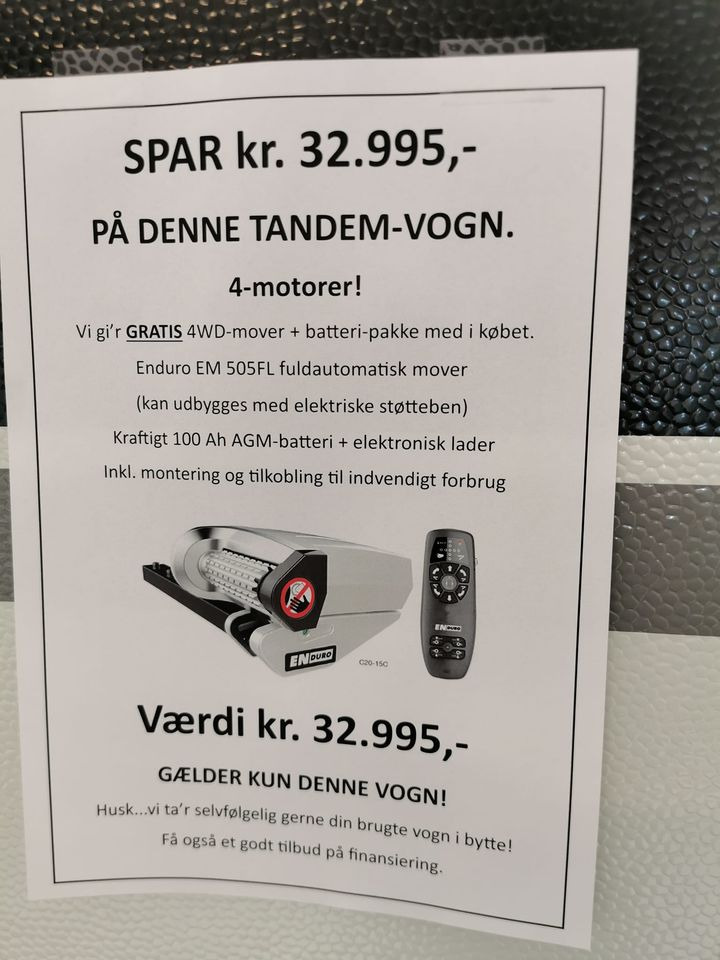 SPAR kr. 32.995,-
PÅ DENNE TANDEM-VOGN.
4-motorer!
Vi gi'r GRATIS 4WD-mover + batteri-pakke med i købet.
Enduro EM 505FL fuldautomatisk mover
(kan udbygges med elektriske støtteben)
Kraftigt 100 Ah AGM-batteri + elektronisk lader
Inkl. montering og tilkobling til indvendigt forbrug
ENDURO
ENDURO
C20-15C
Værdi kr. 32.995,-
GÆLDER KUN DENNE VOGN!
Husk...vi ta'r selvfølgelig gerne din brugte vogn i bytte!
Få også et godt tilbud på finansiering.